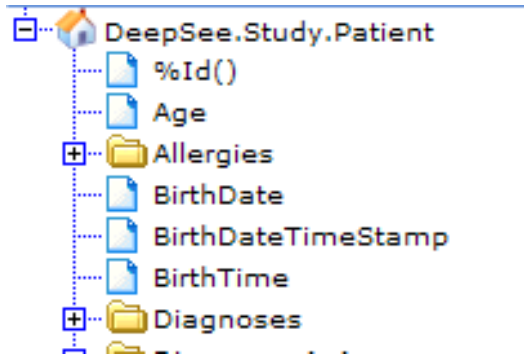 DeepSee.Study.Patient
%Id()
Age
Allergies
BirthDate
BirthDateTimeStamp
BirthTime
Diagnoses